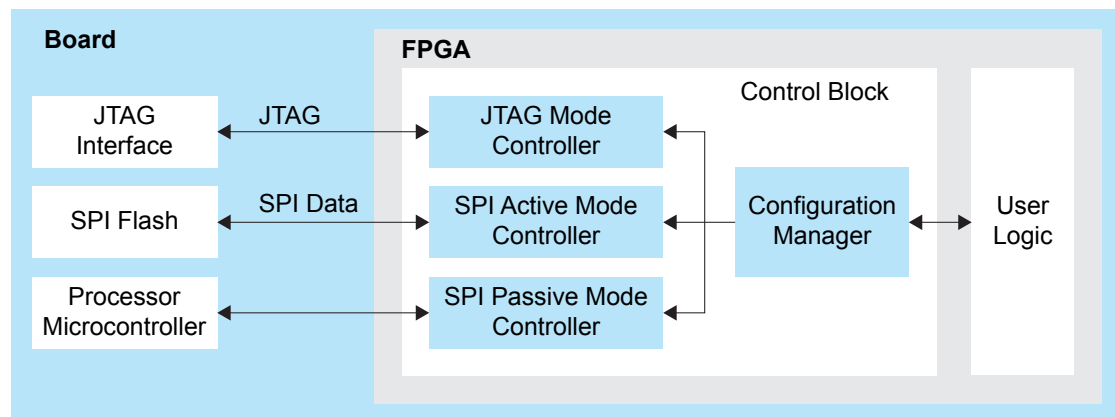 Board
FPGA
Control Block
JTAG
Interface
JTAG
JTAG Mode
Controller
SPI Flash
SPI Data
SPI Active Mode
Controller
Configuration
Manager
User
Logic
Processor
Microcontroller
SPI Passive Mode
Controller